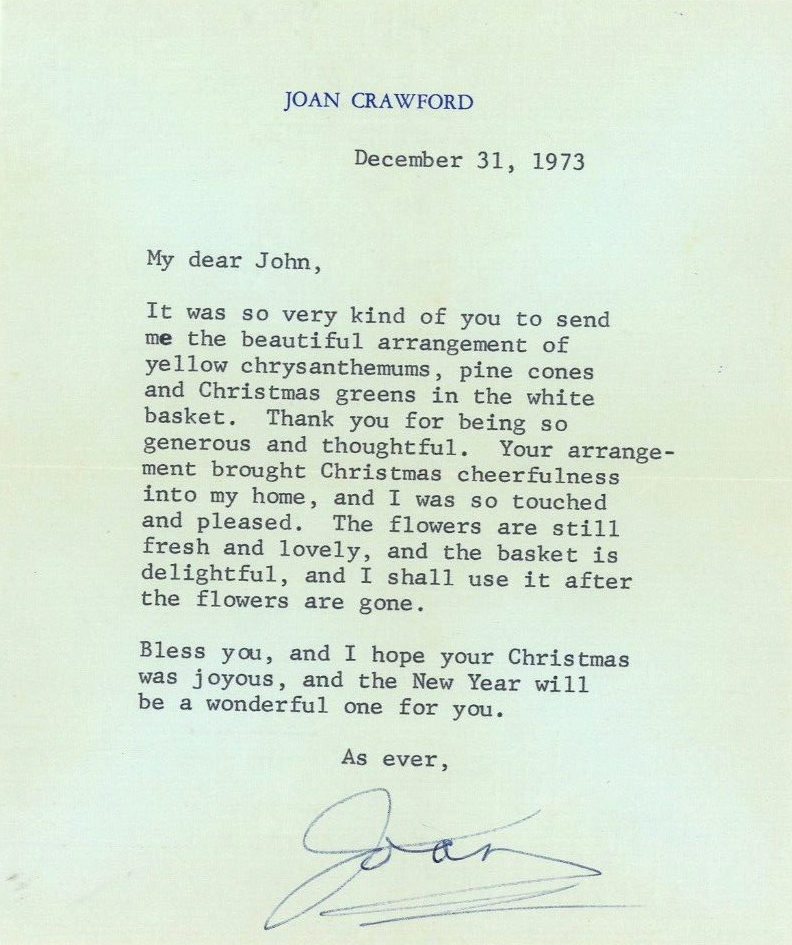 JOAN CRAWFORD
December 31, 1973
My dear John,
It was so very kind of you to send
me the beautiful arrangement of
yellow chrysanthemums, pine cones
and Christmas greens in the white
basket.  Thank you for being so
generous and thoughtful.  Your arrange-
ment brought Christmas cheerfulness
into my home, and I was so touched
and pleased.  The flowers are still
fresh and lovely, and the basket is
delightful, and I shall use it after
the flowers are gone.
Bless you, and I hope your Christmas
was joyous, and the New Year will
be a wonderful one for you.
As ever,
Joan